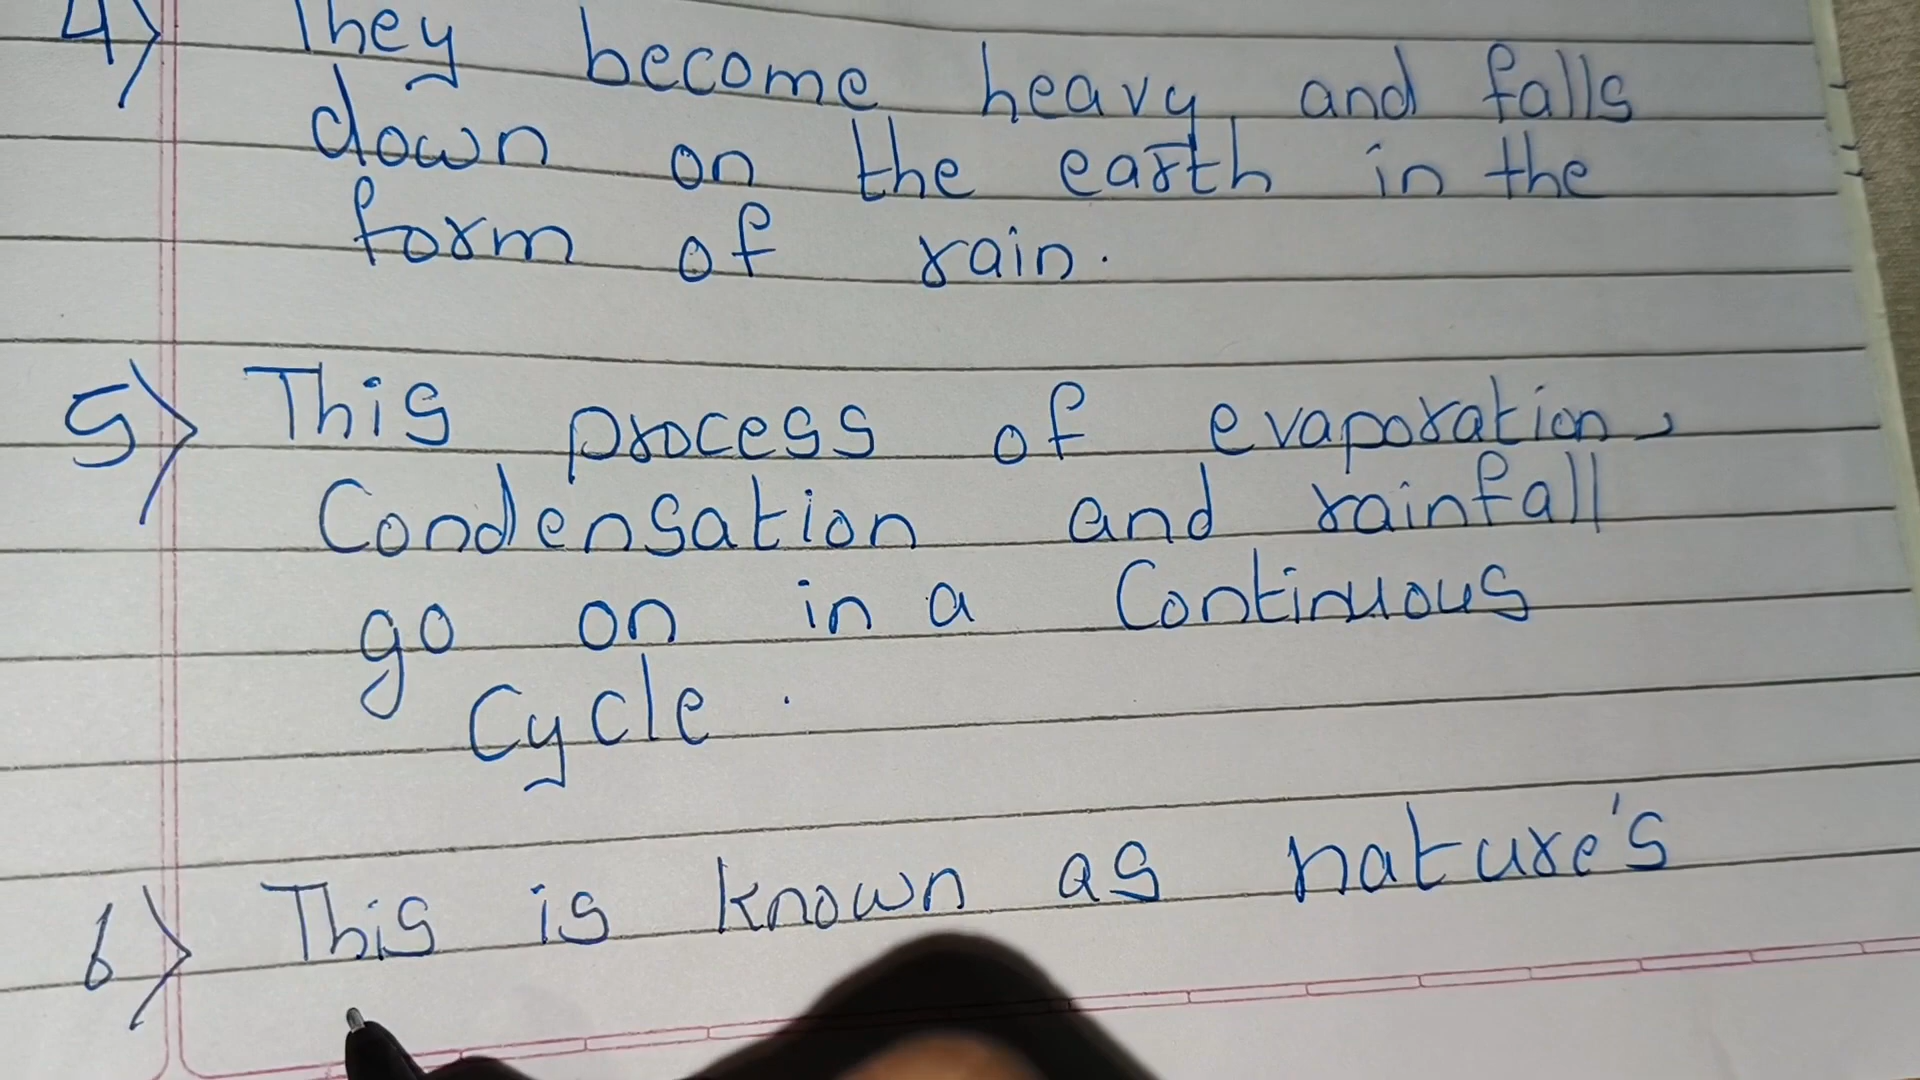 4) They become heavy and falls
down on the earth in the
form of rain.
5) This process of evaporation,
Condensation and rainfall
go on in a Continuous
Cycle.
6) This is known as nature's